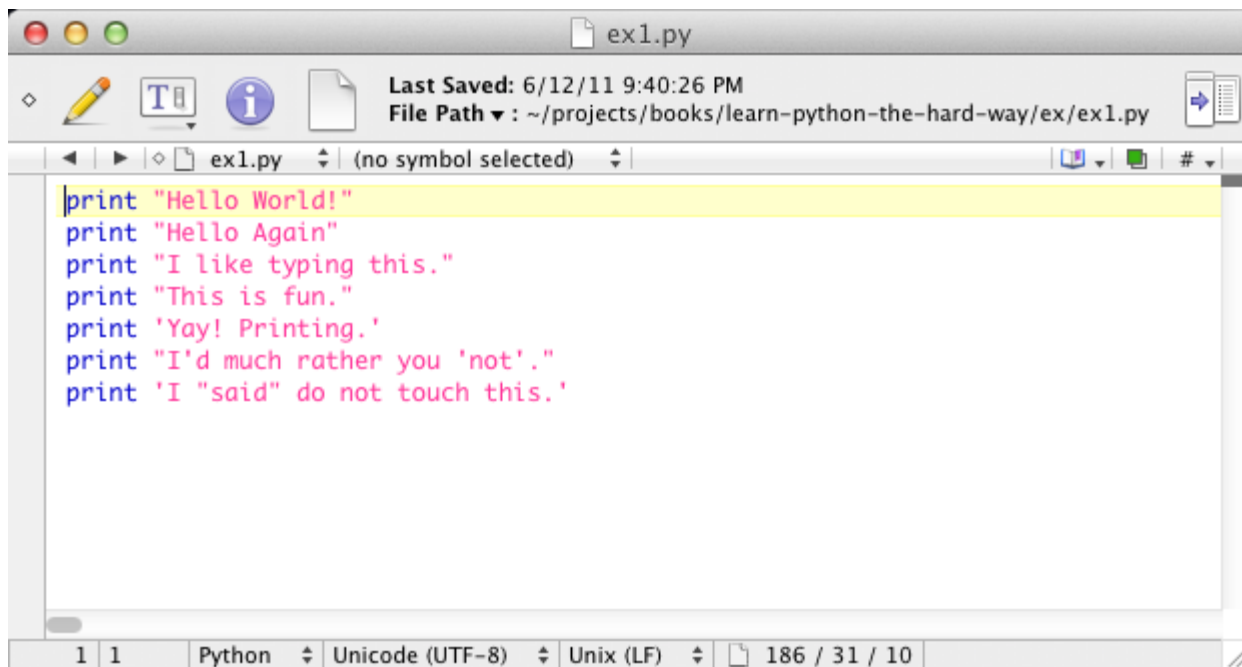 ex1.py
Last Saved: 6/12/11 9:40:26 PM
File Path ▾ : ~/projects/books/learn-python-the-hard-way/ex/ex1.py
ex1.py (no symbol selected) #
print "Hello World!"
print "Hello Again"
print "I like typing this."
print "This is fun."
print 'Yay! Printing.'
print "I'd much rather you 'not'."
print 'I "said" do not touch this.'
1 1 Python Unicode (UTF-8) Unix (LF) 186 / 31 / 10